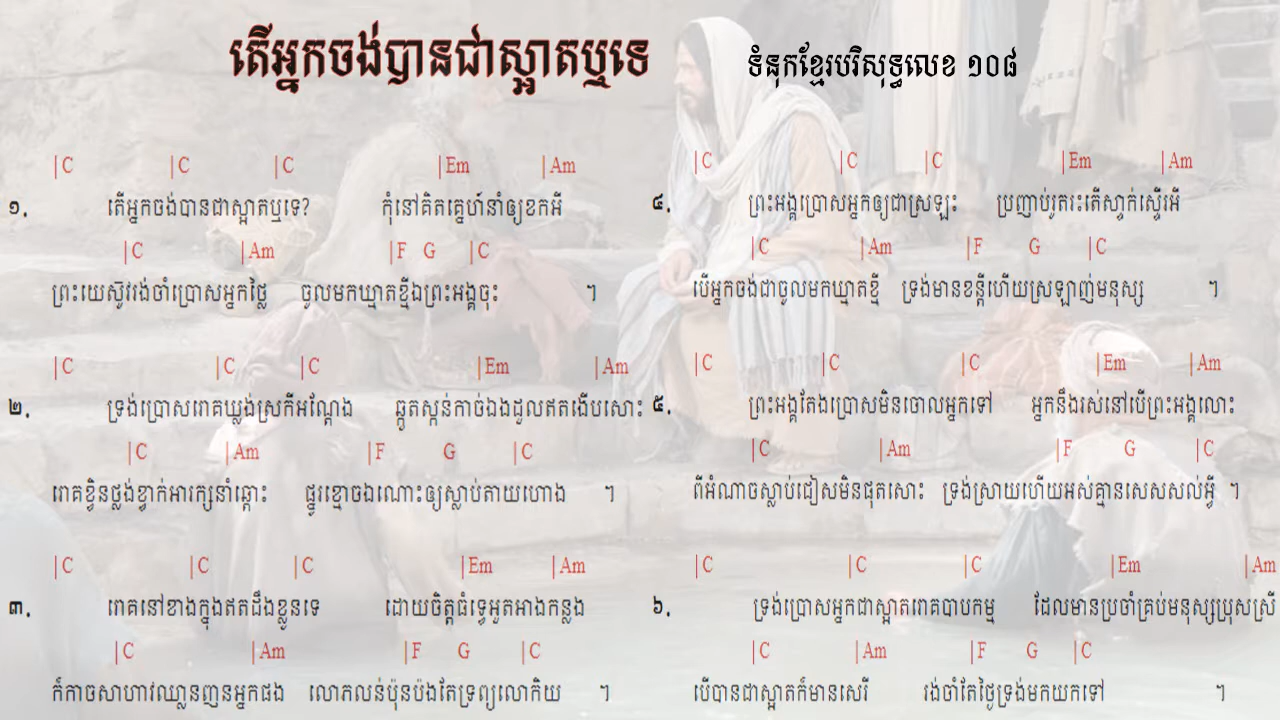 តើអ្នកចង់បានជាស្អាតឬទេ
ទំនុកខ្មែរបរិសុទ្ធលេខ ១០៨
|C |C |C |Em |Am
១. តើអ្នកចង់បានជាស្អាតឬទេ? កុំនៅគិតគ្នេហ៍នាំឲ្យខកអី
|C |Am |F G |C
ព្រះយេស៊ូវរង់ចាំប្រោសអ្នកថ្លៃ ចូលមកឃ្មាតខ្មីឯព្រះអង្គចុះ ។
|C |C |C |Em |Am
២. ទ្រង់ប្រោសរោគឃ្លង់ស្រកីអណ្តែង ឆ្កួតស្កន់កាច់ឯងដួលឥតងើបសោះ
|C |Am |F G |C
រោគខ្វិនថ្លង់ខ្វាក់អារក្សនាំឆ្កោះ ផ្នូរខ្មោចឯណោះឲ្យស្លាប់តាយហោង ។
|C |C |C |Em |Am
៣. រោគនៅខាងក្នុងឥតដឹងខ្លួនទេ ដោយចិត្តធំទ្វេអួតអាងកន្លង
|C |Am |F G |C
ក៏កាចសាហាវឈ្លានញនអ្នកផង លោភលន់ប៉ុនប៉ងតែទ្រព្យលោកិយ ។
|C |C |C |Em |Am
៤. ព្រះអង្គប្រោសអ្នកឲ្យជាស្រឡះ ប្រញាប់រូតរះតើស្ទាក់ស្ទើរអី
|C |Am |F G |C
បើអ្នកចង់ជាចូលមកឃ្មាតខ្មី ទ្រង់មានខន្តីហើយស្រឡាញ់មនុស្ស ។
|C |C |C |Em |Am
៥. ព្រះអង្គតែងប្រោសមិនចោលអ្នកទៅ អ្នកនឹងរស់នៅបើព្រះអង្គលោះ
|C |Am |F G |C
ពីអំណាចស្លាប់ជៀសមិនផុតសោះ ទ្រង់ស្រាយហើយអស់គ្មានសេសសល់អ្វី ។
|C |C |C |Em |Am
៦. ទ្រង់ប្រោសអ្នកជាស្អាតរោគបាបកម្ម ដែលមានប្រចាំគ្រប់មនុស្សប្រុសស្រី
|C |Am |F G |C
បើបានជាស្អាតក៏មានសេរី រង់ចាំតែថ្ងៃទ្រង់មកយកទៅ ។